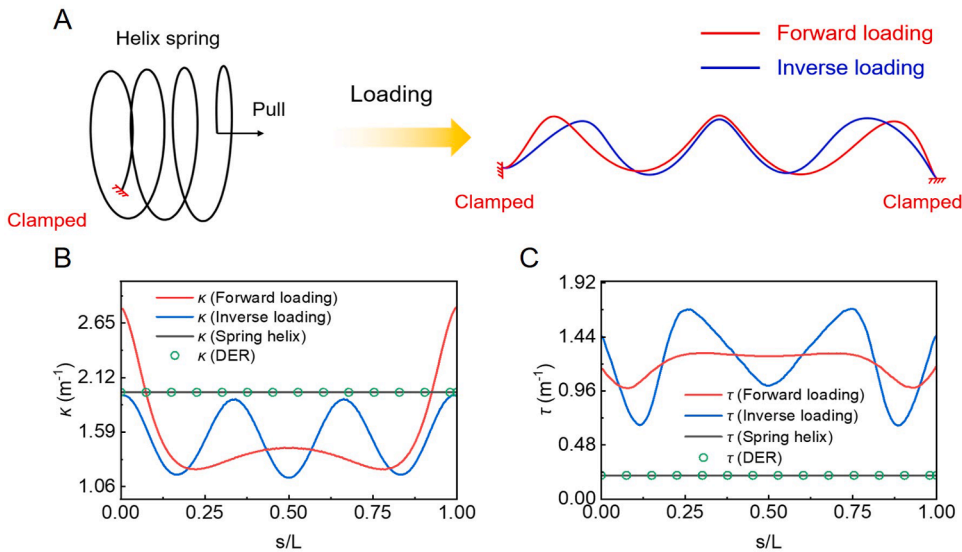 A
Helix spring
Pull
Clamped
Loading
Forward loading
Inverse loading
Clamped
Clamped
B
κ (Forward loading)
κ (Inverse loading)
κ (Spring helix)
κ (DER)
κ (m⁻¹)
2.65
2.12
1.59
1.06
0.00 0.25 0.50 0.75 1.00
s/L
C
τ (Forward loading)
τ (Inverse loading)
τ (Spring helix)
τ (DER)
τ (m⁻¹)
1.92
1.44
0.96
0.48
0.00
0.00 0.25 0.50 0.75 1.00
s/L